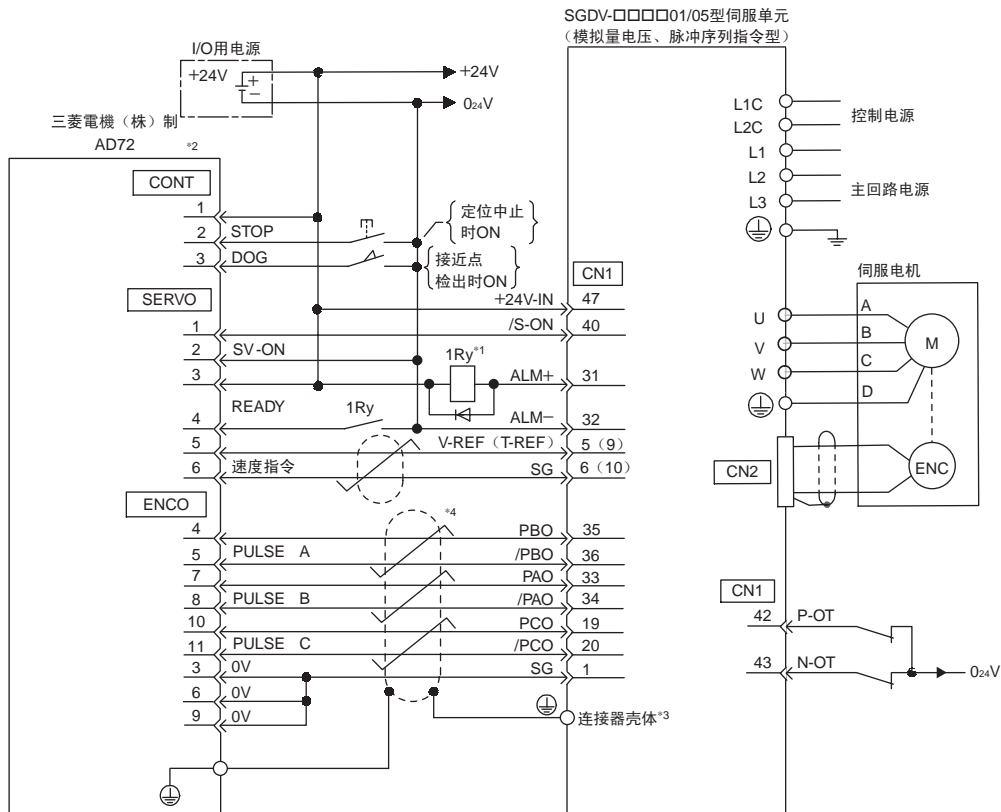 SGDV-□□□□01/05型伺服单元
（模拟量电压、脉冲序列指令型）
I/O用电源
+24V
+
−
+24V
024V
三菱電機（株）制
AD72 *2
CONT
1
2 STOP
3 DOG
定位中止
时ON
接近点
检出时ON
SERVO
1
2 SV-ON
3
4 READY
5
6 速度指令
1Ry*1
1Ry
CN1
+24V-IN 47
/S-ON 40
ALM+ 31
ALM− 32
V-REF（T-REF） 5（9）
SG 6（10）
ENCO
4
5 PULSE A
7
8 PULSE B
10
11 PULSE C
3 0V
6 0V
9 0V
*4
PBO 35
/PBO 36
PAO 33
/PAO 34
PCO 19
/PCO 20
SG 1
连接器壳体*3
L1C
L2C
控制电源
L1
L2
L3
主回路电源
伺服电机
U A
V B
W C
D
M
CN2
ENC
CN1
42 P-OT
43 N-OT
024V